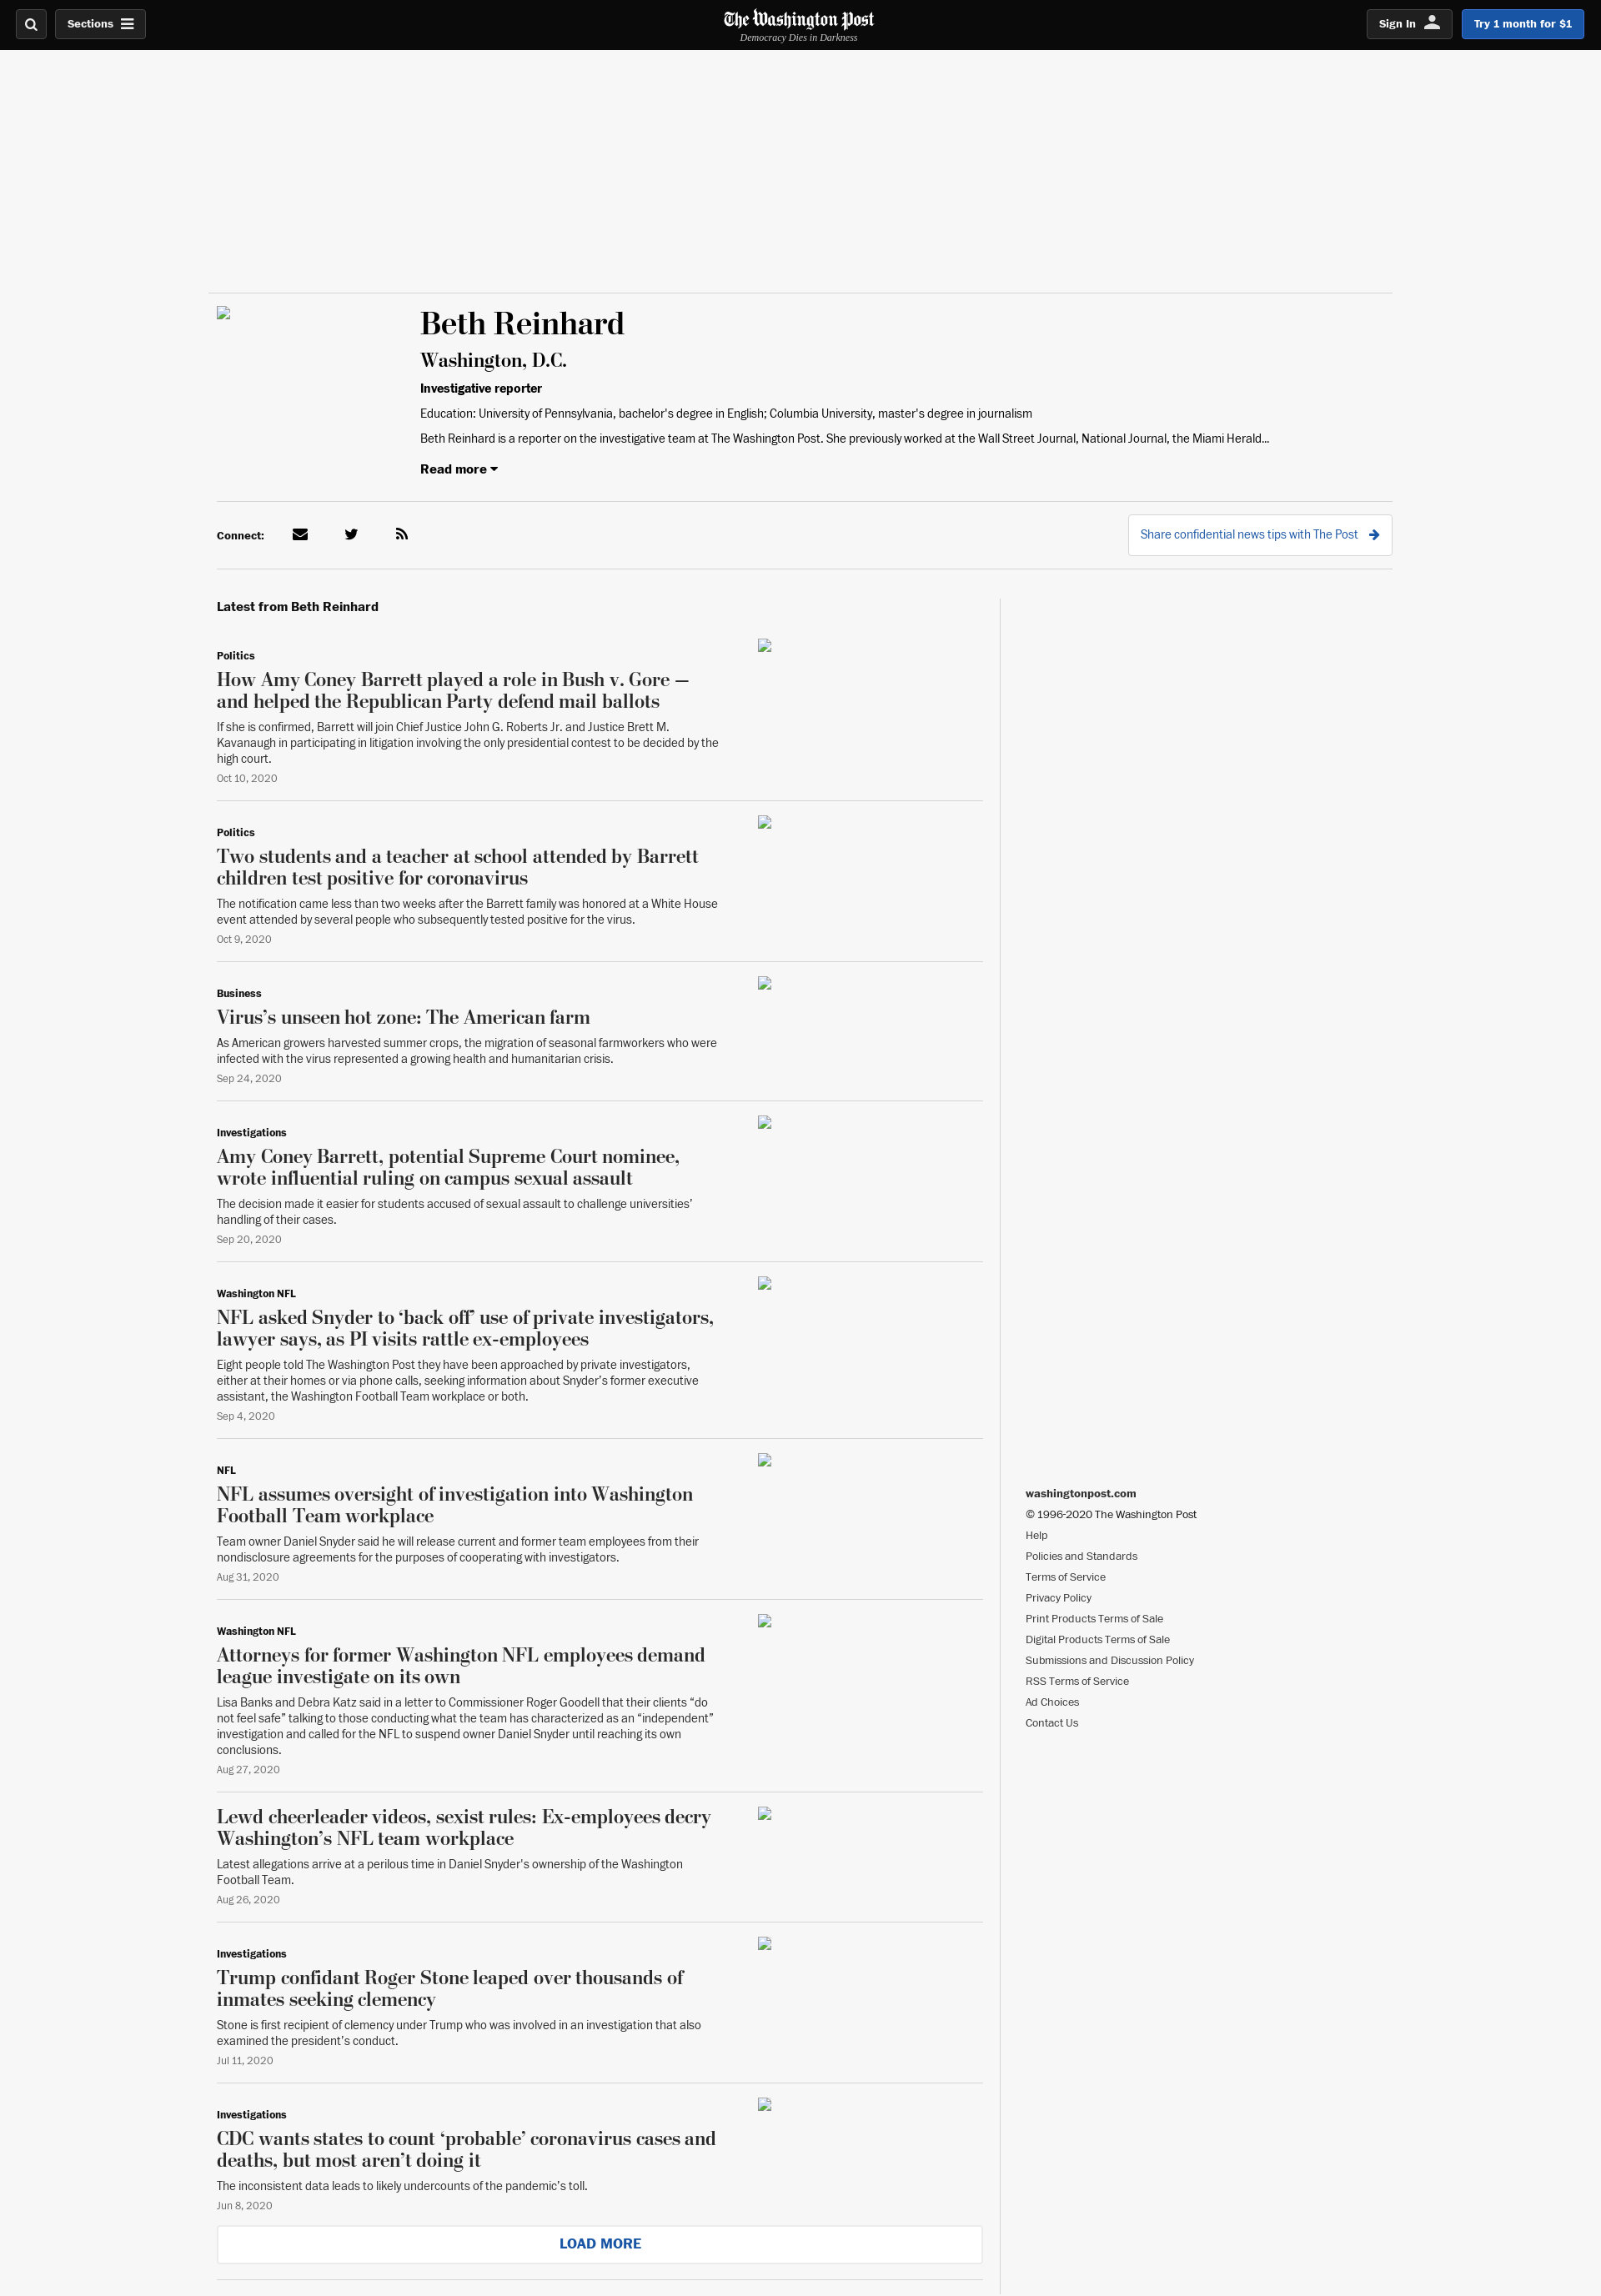 Sections
The Washington Post
Democracy Dies in Darkness
Sign In
Try 1 month for $1
Beth Reinhard
Washington, D.C.
Investigative reporter
Education: University of Pennsylvania, bachelor's degree in English; Columbia University, master's degree in journalism
Beth Reinhard is a reporter on the investigative team at The Washington Post. She previously worked at the Wall Street Journal, National Journal, the Miami Herald...
Read more
Connect:
Share confidential news tips with The Post
Latest from Beth Reinhard
Politics
How Amy Coney Barrett played a role in Bush v. Gore —
and helped the Republican Party defend mail ballots
If she is confirmed, Barrett will join Chief Justice John G. Roberts Jr. and Justice Brett M.
Kavanaugh in participating in litigation involving the only presidential contest to be decided by the
high court.
Oct 10, 2020
Politics
Two students and a teacher at school attended by Barrett
children test positive for coronavirus
The notification came less than two weeks after the Barrett family was honored at a White House
event attended by several people who subsequently tested positive for the virus.
Oct 9, 2020
Business
Virus’s unseen hot zone: The American farm
As American growers harvested summer crops, the migration of seasonal farmworkers who were
infected with the virus represented a growing health and humanitarian crisis.
Sep 24, 2020
Investigations
Amy Coney Barrett, potential Supreme Court nominee,
wrote influential ruling on campus sexual assault
The decision made it easier for students accused of sexual assault to challenge universities’
handling of their cases.
Sep 20, 2020
Washington NFL
NFL asked Snyder to ‘back off’ use of private investigators,
lawyer says, as PI visits rattle ex-employees
Eight people told The Washington Post they have been approached by private investigators,
either at their homes or via phone calls, seeking information about Snyder’s former executive
assistant, the Washington Football Team workplace or both.
Sep 4, 2020
NFL
NFL assumes oversight of investigation into Washington
Football Team workplace
Team owner Daniel Snyder said he will release current and former team employees from their
nondisclosure agreements for the purposes of cooperating with investigators.
Aug 31, 2020
Washington NFL
Attorneys for former Washington NFL employees demand
league investigate on its own
Lisa Banks and Debra Katz said in a letter to Commissioner Roger Goodell that their clients “do
not feel safe” talking to those conducting what the team has characterized as an “independent”
investigation and called for the NFL to suspend owner Daniel Snyder until reaching its own
conclusions.
Aug 27, 2020
Lewd cheerleader videos, sexist rules: Ex-employees decry
Washington’s NFL team workplace
Latest allegations arrive at a perilous time in Daniel Snyder's ownership of the Washington
Football Team.
Aug 26, 2020
Investigations
Trump confidant Roger Stone leaped over thousands of
inmates seeking clemency
Stone is first recipient of clemency under Trump who was involved in an investigation that also
examined the president’s conduct.
Jul 11, 2020
Investigations
CDC wants states to count ‘probable’ coronavirus cases and
deaths, but most aren’t doing it
The inconsistent data leads to likely undercounts of the pandemic’s toll.
Jun 8, 2020
LOAD MORE
washingtonpost.com
© 1996-2020 The Washington Post
Help
Policies and Standards
Terms of Service
Privacy Policy
Print Products Terms of Sale
Digital Products Terms of Sale
Submissions and Discussion Policy
RSS Terms of Service
Ad Choices
Contact Us